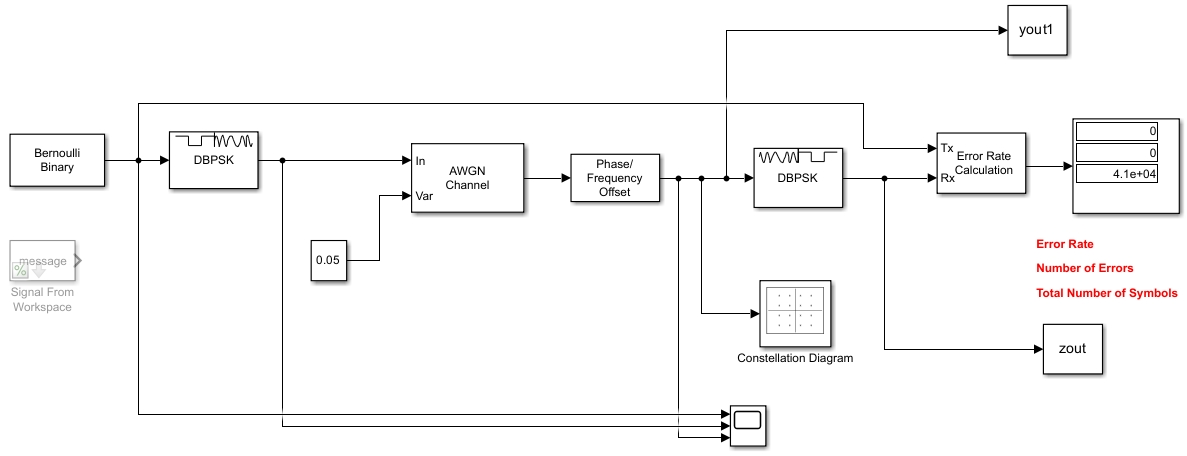 yout1
Bernoulli
Binary
DBPSK
In
Var
AWGN
Channel
Phase/
Frequency
Offset
DBPSK
Tx
Rx
Error Rate
Calculation
0
0
4.1e+04
message
%
Signal From
Workspace
0.05
Error Rate
Number of Errors
Total Number of Symbols
Constellation Diagram
zout